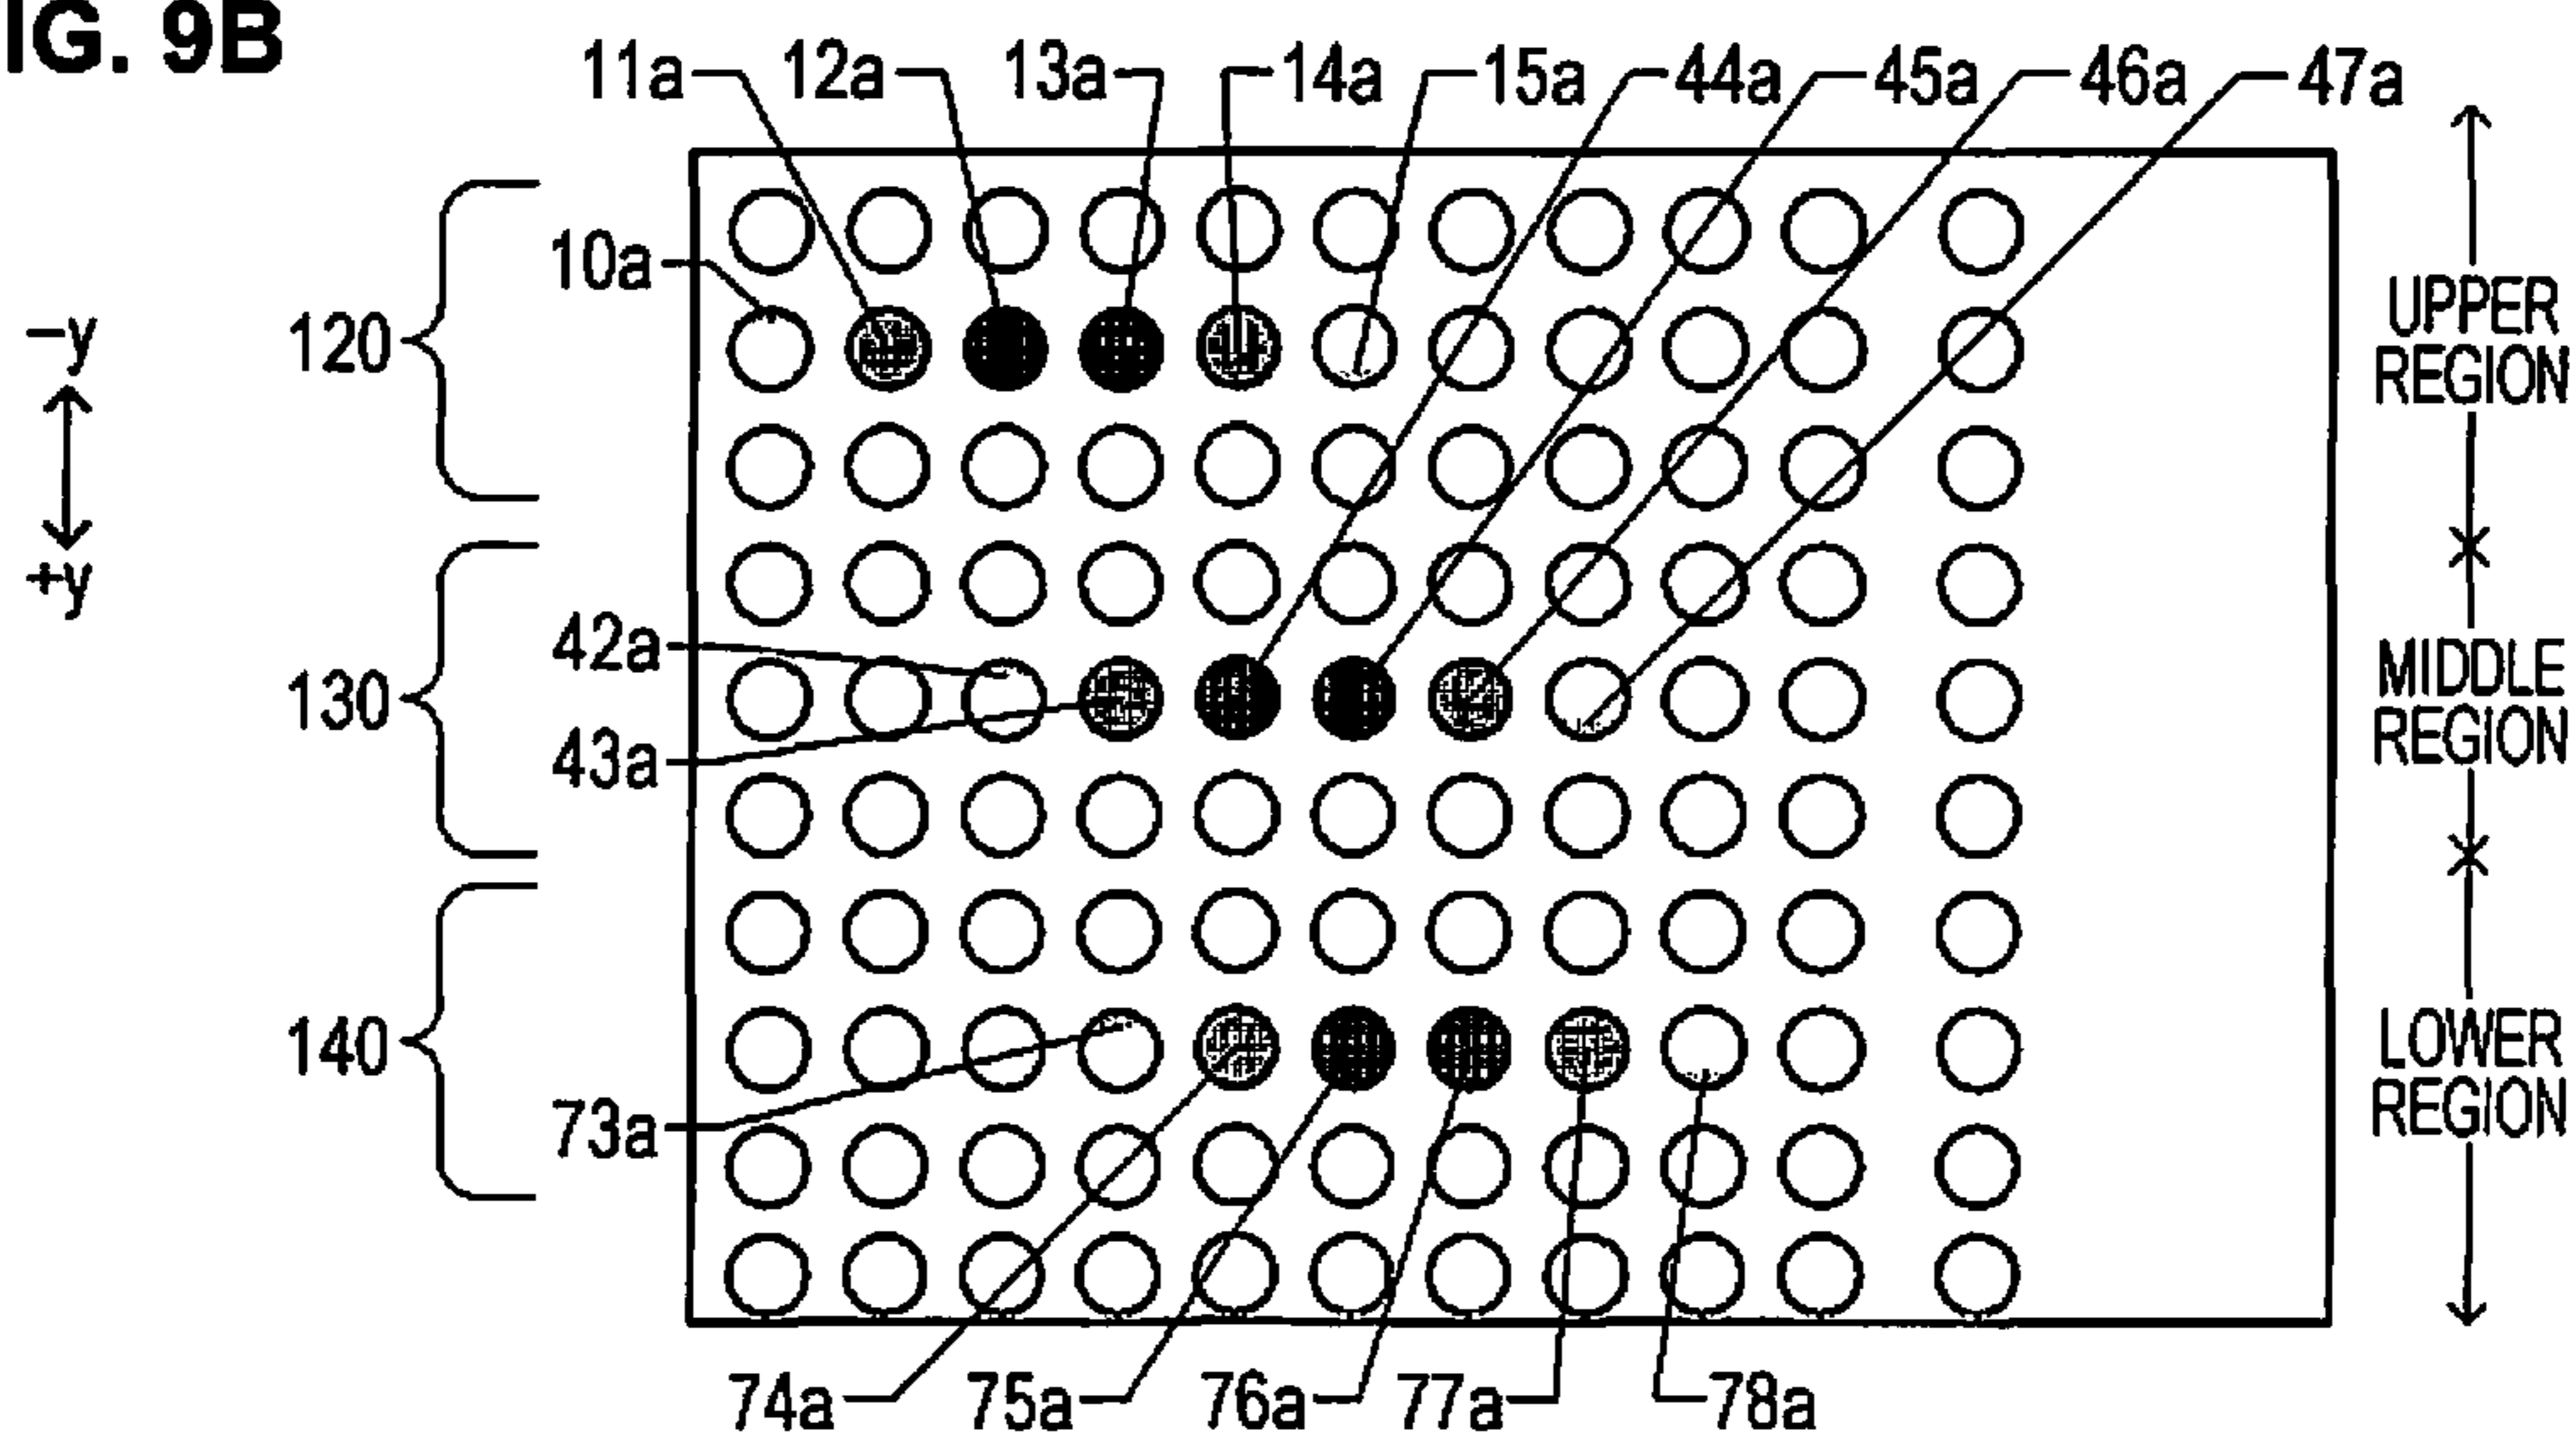 IG. 9B
11a 12a 13a 14a 15a 44a 45a 46a 47a
10a
120
−y
+y
UPPER
REGION
42a
130
43a
MIDDLE
REGION
140
73a
LOWER
REGION
74a 75a 76a 77a 78a